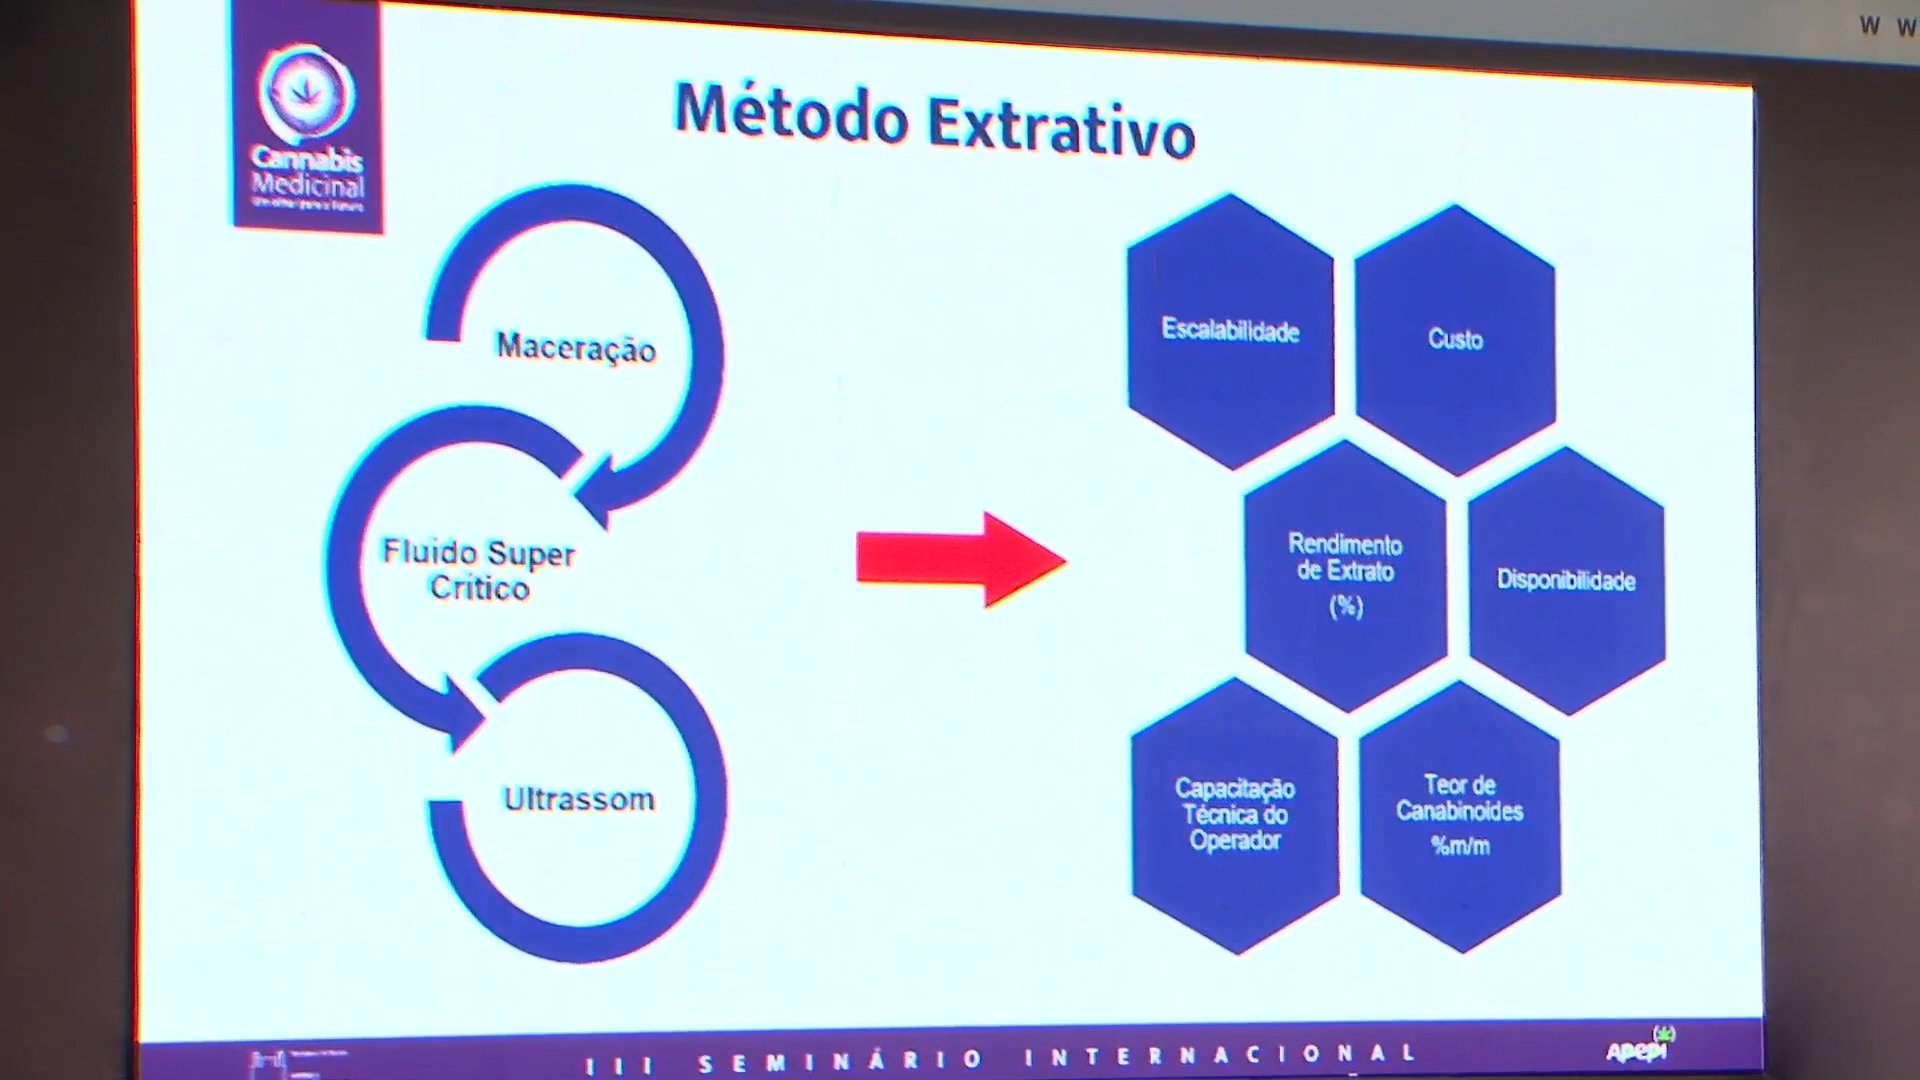 W W
Cannabis
Medicinal
Método Extrativo
Maceração
Fluido Super
Crítico
Ultrassom
Escalabilidade
Custo
Rendimento
de Extrato
(%)
Disponibilidade
Capacitação
Técnica do
Operador
Teor de
Canabinoides
%m/m
III SEMINÁRIO INTERNACIONAL
Apepi